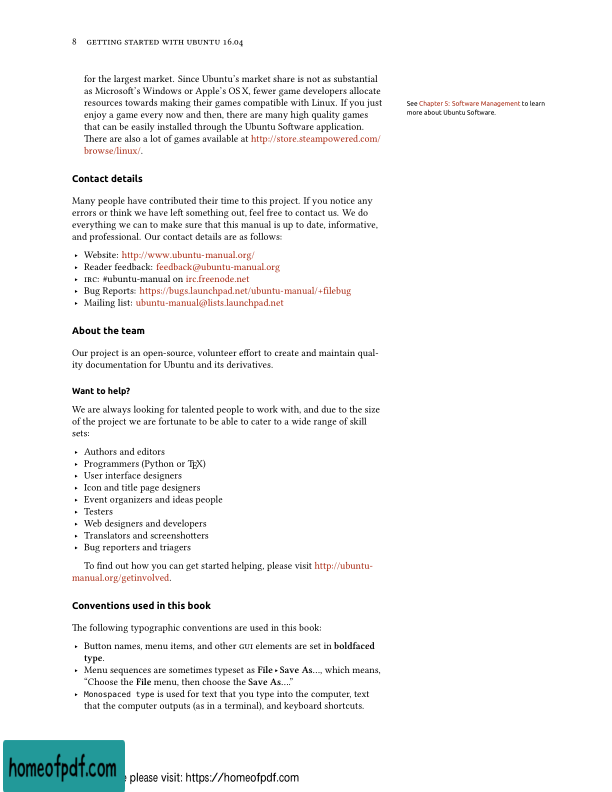 8 GETTING STARTED WITH UBUNTU 16.04
for the largest market. Since Ubuntu's market share is not as substantial
as Microsoft's Windows or Apple's OS X, fewer game developers allocate
resources towards making their games compatible with Linux. If you just
enjoy a game every now and then, there are many high quality games
that can be easily installed through the Ubuntu Software application.
There are also a lot of games available at http://store.steampowered.com/
browse/linux/.
See Chapter 5: Software Management to learn
more about Ubuntu Software.
Contact details
Many people have contributed their time to this project. If you notice any
errors or think we have left something out, feel free to contact us. We do
everything we can to make sure that this manual is up to date, informative,
and professional. Our contact details are as follows:
‣ Website: http://www.ubuntu-manual.org/
‣ Reader feedback: feedback@ubuntu-manual.org
‣ IRC: #ubuntu-manual on irc.freenode.net
‣ Bug Reports: https://bugs.launchpad.net/ubuntu-manual/+filebug
‣ Mailing list: ubuntu-manual@lists.launchpad.net
About the team
Our project is an open-source, volunteer effort to create and maintain qual-
ity documentation for Ubuntu and its derivatives.
Want to help?
We are always looking for talented people to work with, and due to the size
of the project we are fortunate to be able to cater to a wide range of skill
sets:
‣ Authors and editors
‣ Programmers (Python or TEX)
‣ User interface designers
‣ Icon and title page designers
‣ Event organizers and ideas people
‣ Testers
‣ Web designers and developers
‣ Translators and screenshotters
‣ Bug reporters and triagers
To find out how you can get started helping, please visit http://ubuntu-
manual.org/getinvolved.
Conventions used in this book
The following typographic conventions are used in this book:
‣ Button names, menu items, and other GUI elements are set in boldfaced
type.
‣ Menu sequences are sometimes typeset as File ‣ Save As…, which means,
"Choose the File menu, then choose the Save As…."
‣ Monospaced type is used for text that you type into the computer, text
that the computer outputs (as in a terminal), and keyboard shortcuts.
homeofpdf.com
please visit: https://homeofpdf.com